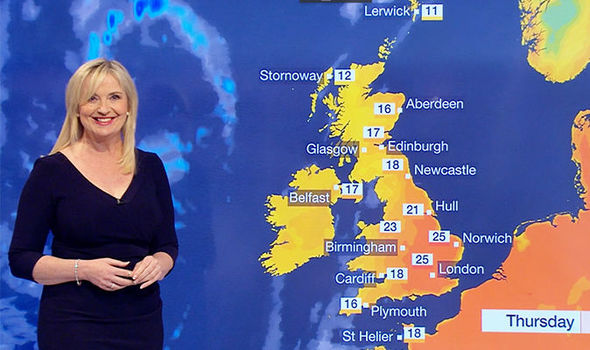 Lerwick 11
Stornoway 12
16 Aberdeen
17
Glasgow Edinburgh
18
Newcastle
Belfast 17
21 Hull
23
25 Norwich
Birmingham
25
Cardiff 18 London
16
Plymouth
Thursday
St Helier 18